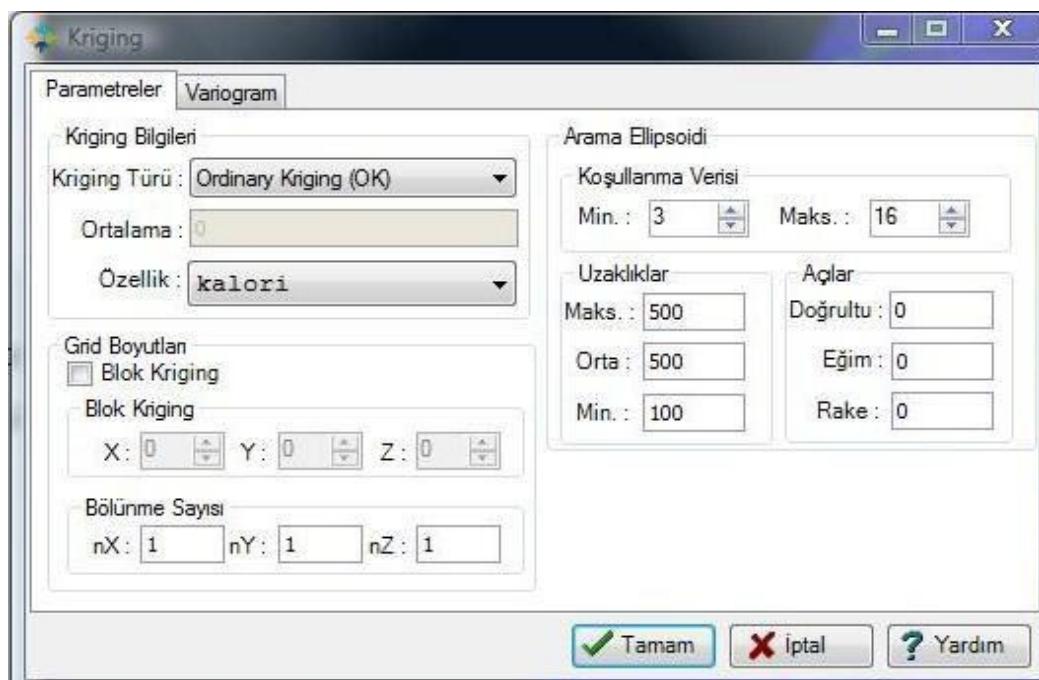 Kriging
Parametreler Variogram
Kriging Bilgileri
Kriging Türü : Ordinary Kriging (OK)
Ortalama : 0
Özellik : kalori
Grid Boyutları
Blok Kriging
Blok Kriging
X : 0 Y : 0 Z : 0
Bölünme Sayısı
nX : 1 nY : 1 nZ : 1
Arama Ellipsoidi
Koşullanma Verisi
Min. : 3 Maks. : 16
Uzaklıklar
Maks. : 500
Orta : 500
Min. : 100
Açılar
Doğrultu : 0
Eğim : 0
Rake : 0
Tamam İptal Yardım